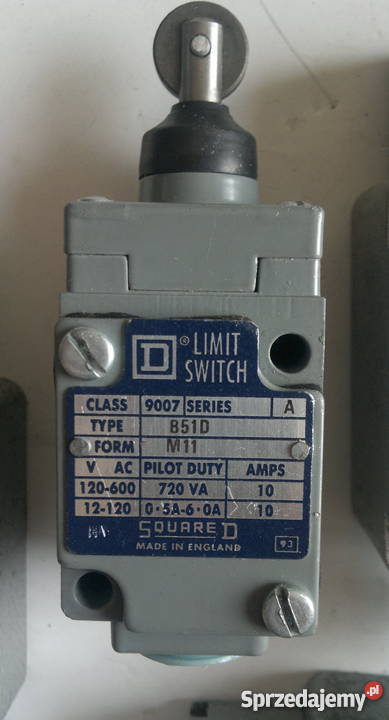 D ® LIMIT
SWITCH
CLASS 9007 SERIES A
TYPE B51D
FORM M11
V AC PILOT DUTY AMPS
120-600 720 VA 10
12-120 0·5A-6·0A 10
SQUARE D
MADE IN ENGLAND 93
Sprzedajemy.pl